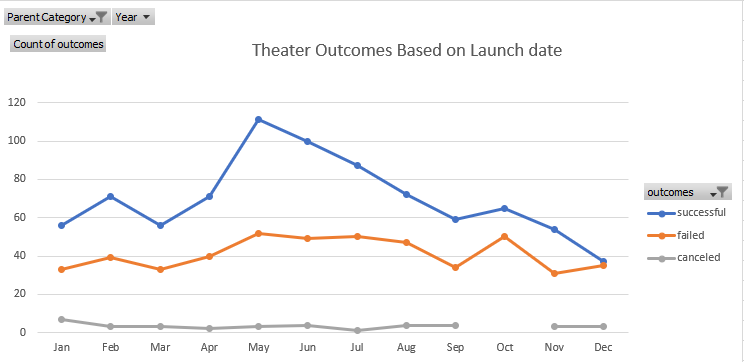 Parent Category Year
Count of outcomes
Theater Outcomes Based on Launch date
120
100
80
60
40
20
0
Jan Feb Mar Apr May Jun Jul Aug Sep Oct Nov Dec
outcomes
successful
failed
canceled